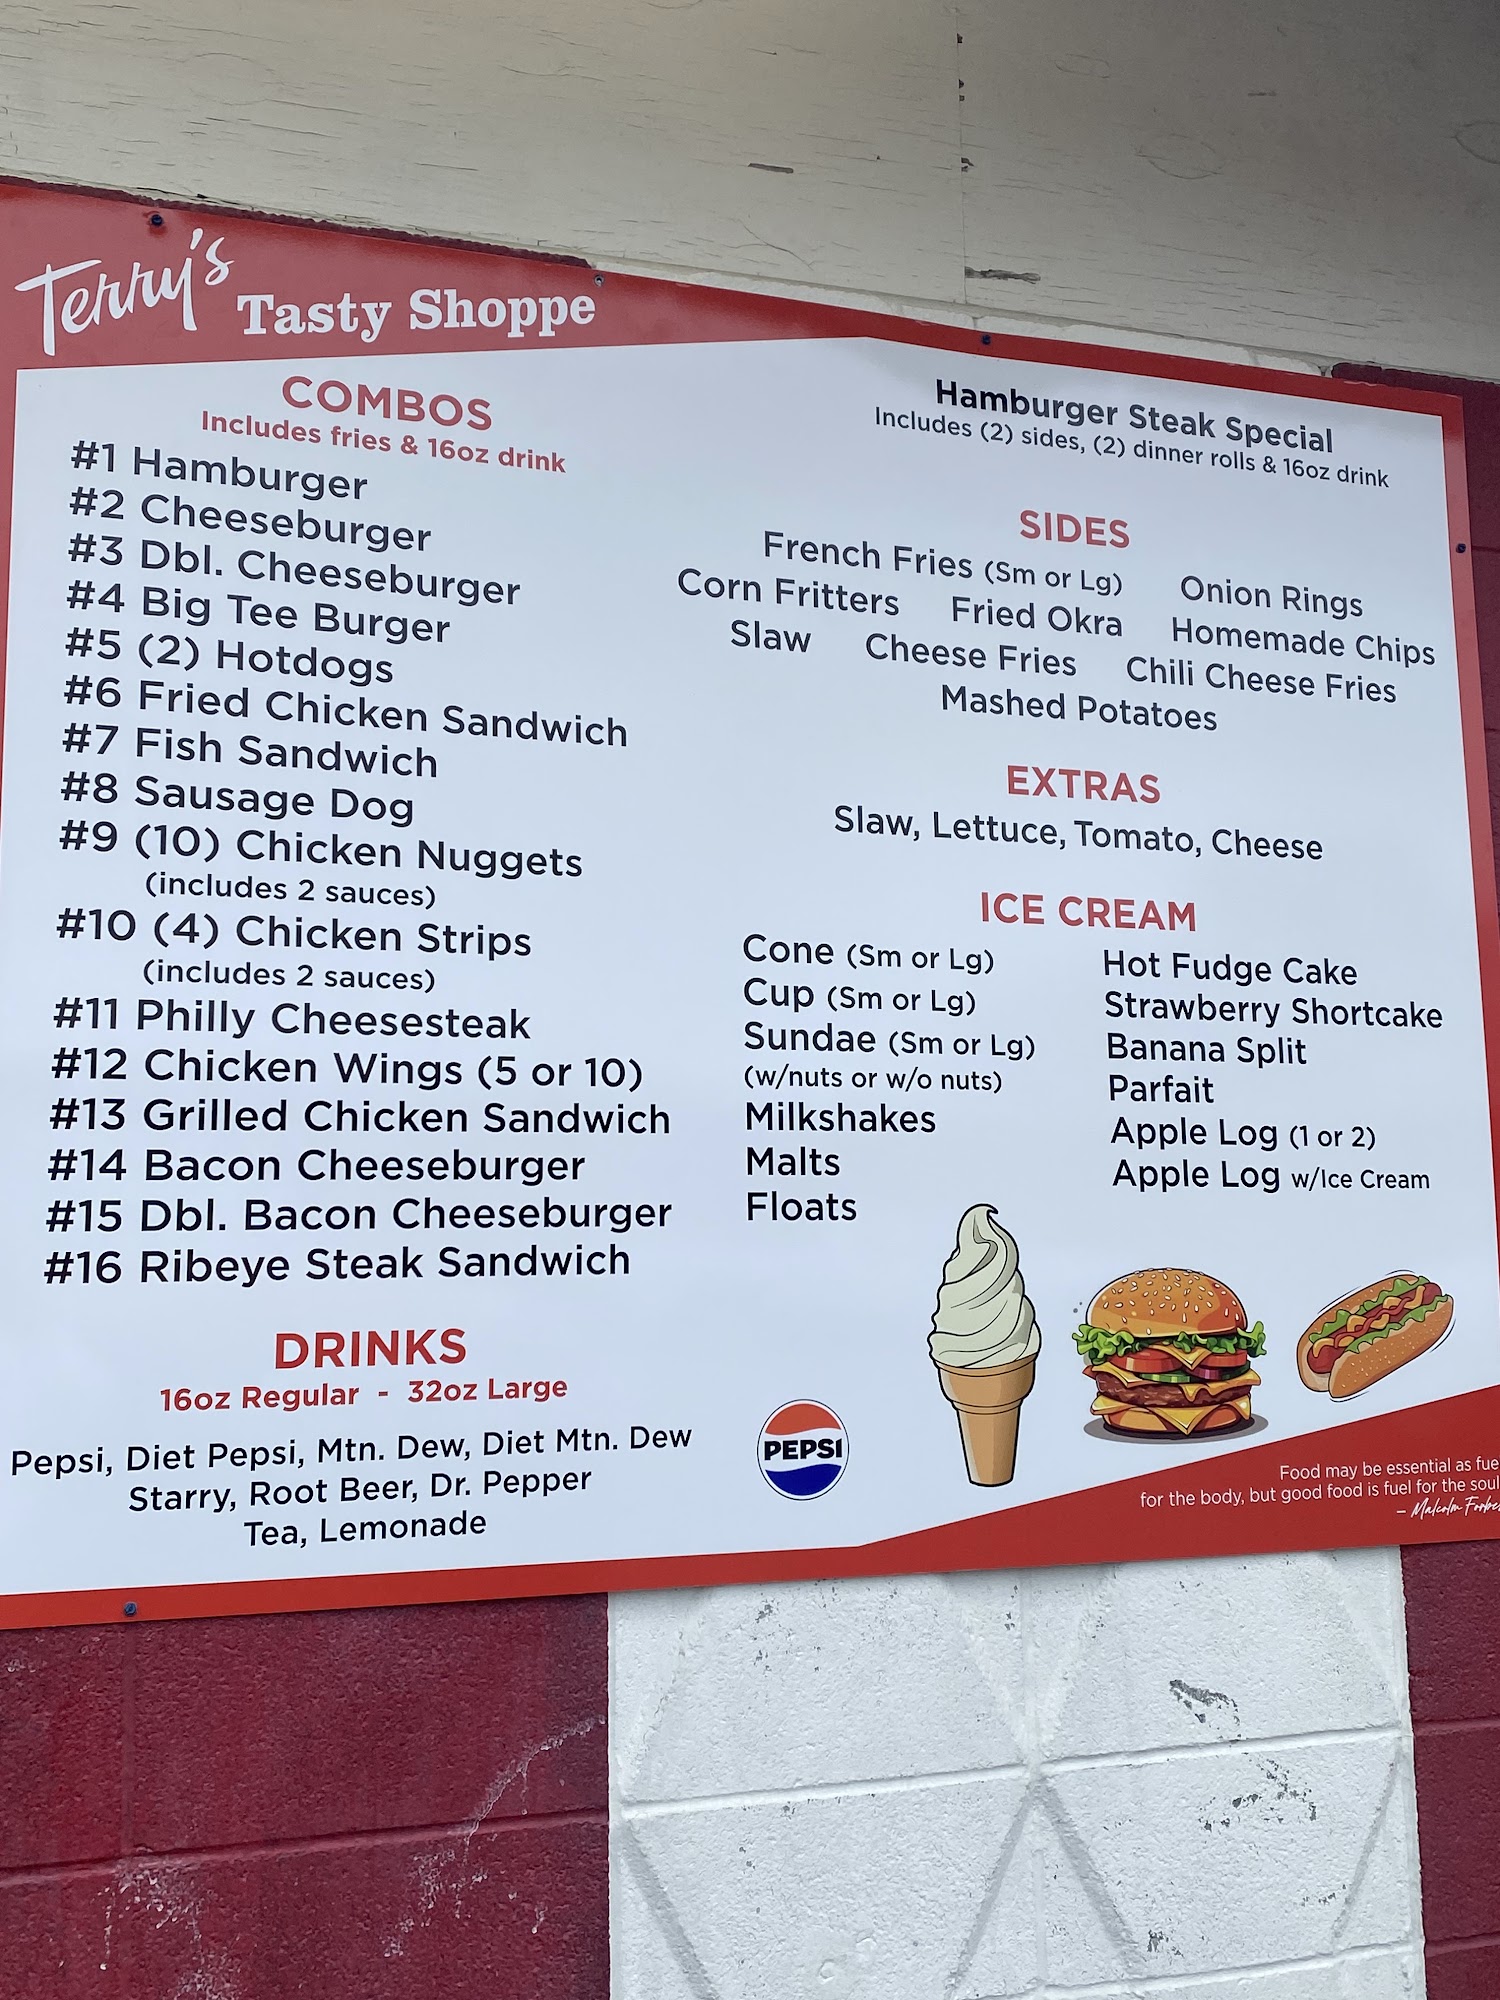 Terry's Tasty Shoppe
COMBOS
Includes fries & 16oz drink
#1 Hamburger
#2 Cheeseburger
#3 Dbl. Cheeseburger
#4 Big Tee Burger
#5 (2) Hotdogs
#6 Fried Chicken Sandwich
#7 Fish Sandwich
#8 Sausage Dog
#9 (10) Chicken Nuggets
(includes 2 sauces)
#10 (4) Chicken Strips
(includes 2 sauces)
#11 Philly Cheesesteak
#12 Chicken Wings (5 or 10)
#13 Grilled Chicken Sandwich
#14 Bacon Cheeseburger
#15 Dbl. Bacon Cheeseburger
#16 Ribeye Steak Sandwich
DRINKS
16oz Regular - 32oz Large
Pepsi, Diet Pepsi, Mtn. Dew, Diet Mtn. Dew
Starry, Root Beer, Dr. Pepper
Tea, Lemonade
Hamburger Steak Special
Includes (2) sides, (2) dinner rolls & 16oz drink
SIDES
French Fries (Sm or Lg) Onion Rings
Corn Fritters Fried Okra Homemade Chips
Slaw Cheese Fries Chili Cheese Fries
Mashed Potatoes
EXTRAS
Slaw, Lettuce, Tomato, Cheese
ICE CREAM
Cone (Sm or Lg)
Cup (Sm or Lg)
Sundae (Sm or Lg)
(w/nuts or w/o nuts)
Milkshakes
Malts
Floats
Hot Fudge Cake
Strawberry Shortcake
Banana Split
Parfait
Apple Log (1 or 2)
Apple Log w/Ice Cream
PEPSI
Food may be essential as fue
for the body, but good food is fuel for the soul
– Malcolm Forbes